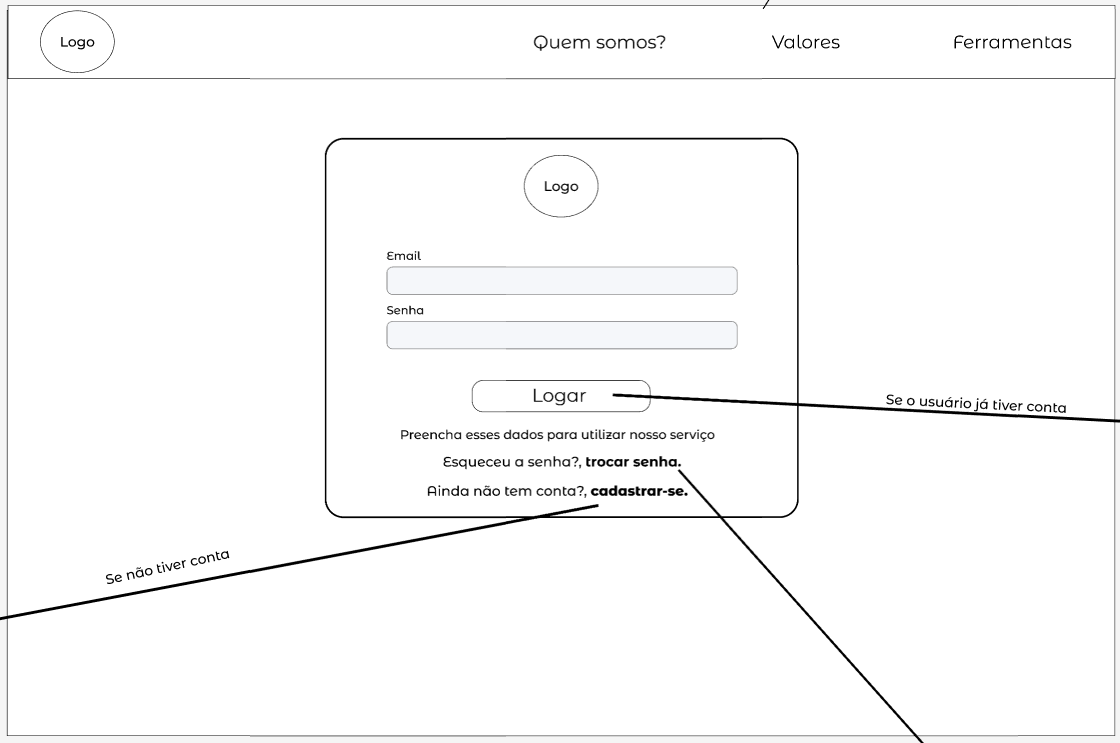 Logo
Quem somos?
Valores
Ferramentas
Logo
Email
Senha
Logar
Se o usuário já tiver conta
Preencha esses dados para utilizar nosso serviço
Esqueceu a senha?, trocar senha.
Ainda não tem conta?, cadastrar-se.
Se não tiver conta